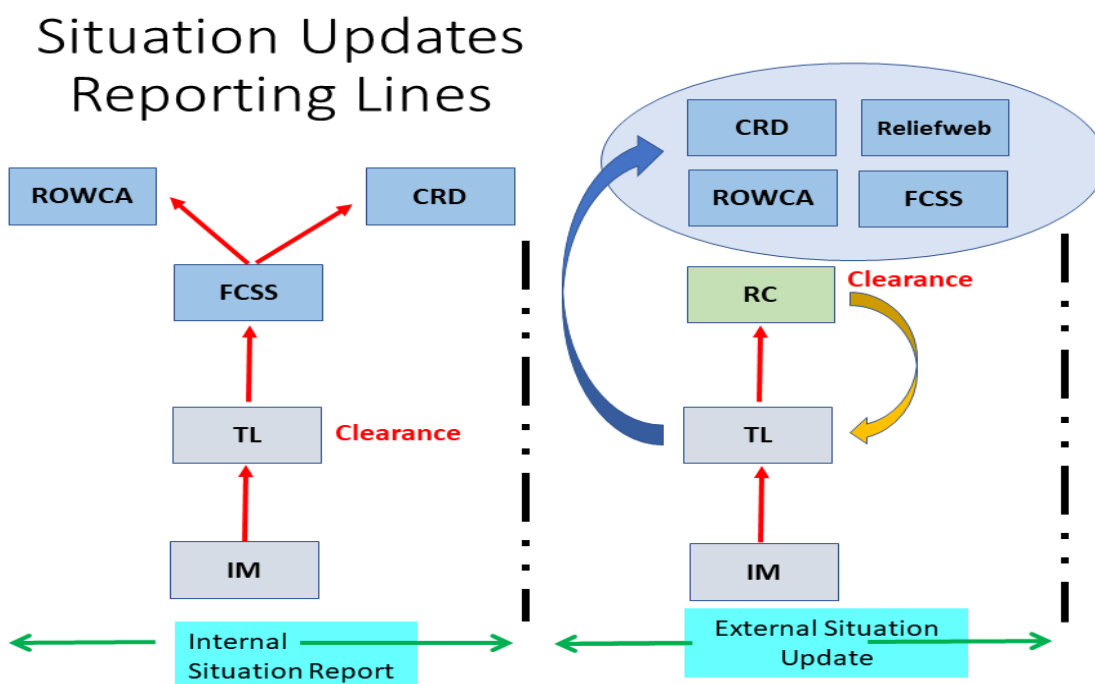 Situation Updates
Reporting Lines
ROWCA
CRD
FCSS
TL
Clearance
IM
Internal
Situation Report
CRD
Reliefweb
ROWCA
FCSS
RC
Clearance
TL
IM
External Situation
Update